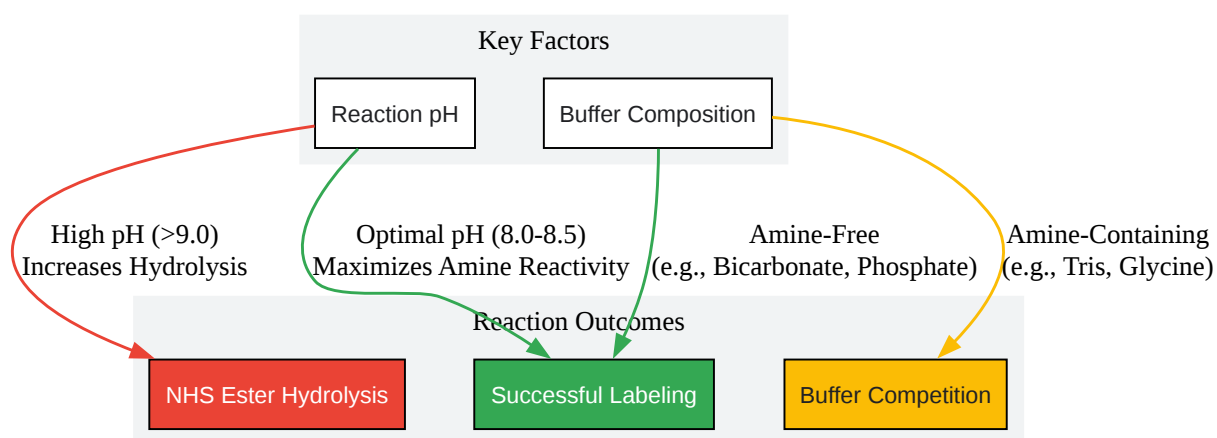 Key Factors
Reaction pH
Buffer Composition
High pH (>9.0)
Increases Hydrolysis
Optimal pH (8.0-8.5)
Maximizes Amine Reactivity
Amine-Free
(e.g., Bicarbonate, Phosphate)
Amine-Containing
(e.g., Tris, Glycine)
Reaction Outcomes
NHS Ester Hydrolysis
Successful Labeling
Buffer Competition